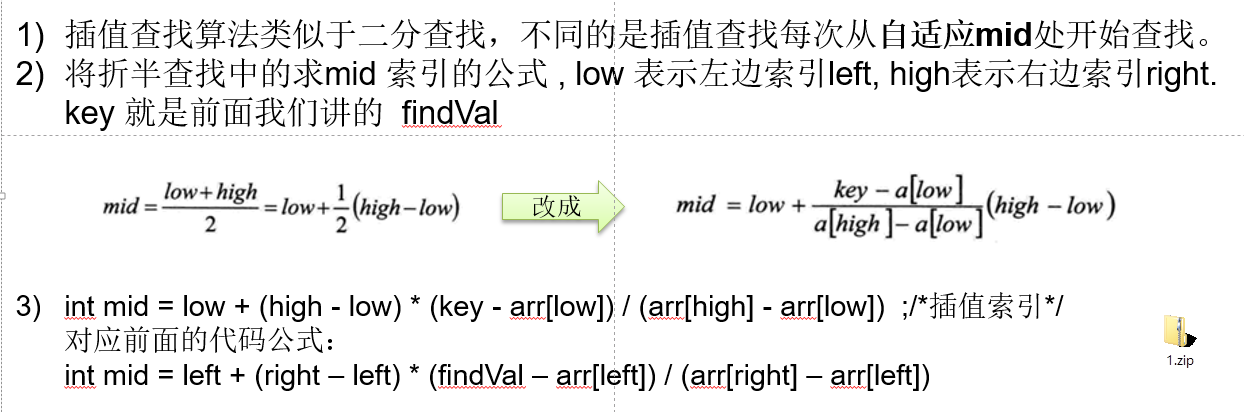 1) 插值查找算法类似于二分查找，不同的是插值查找每次从自适应mid处开始查找。
2) 将折半查找中的求mid 索引的公式 , low 表示左边索引left, high表示右边索引right.
key 就是前面我们讲的 findVal
mid = (low + high) / 2 = low + 1/2 (high – low)
改成
mid = low + (key – a[low]) / (a[high] – a[low]) (high – low)
3) int mid = low + (high - low) * (key - arr[low]) / (arr[high] - arr[low]) ;/*插值索引*/
对应前面的代码公式：
int mid = left + (right – left) * (findVal – arr[left]) / (arr[right] – arr[left])
1.zip